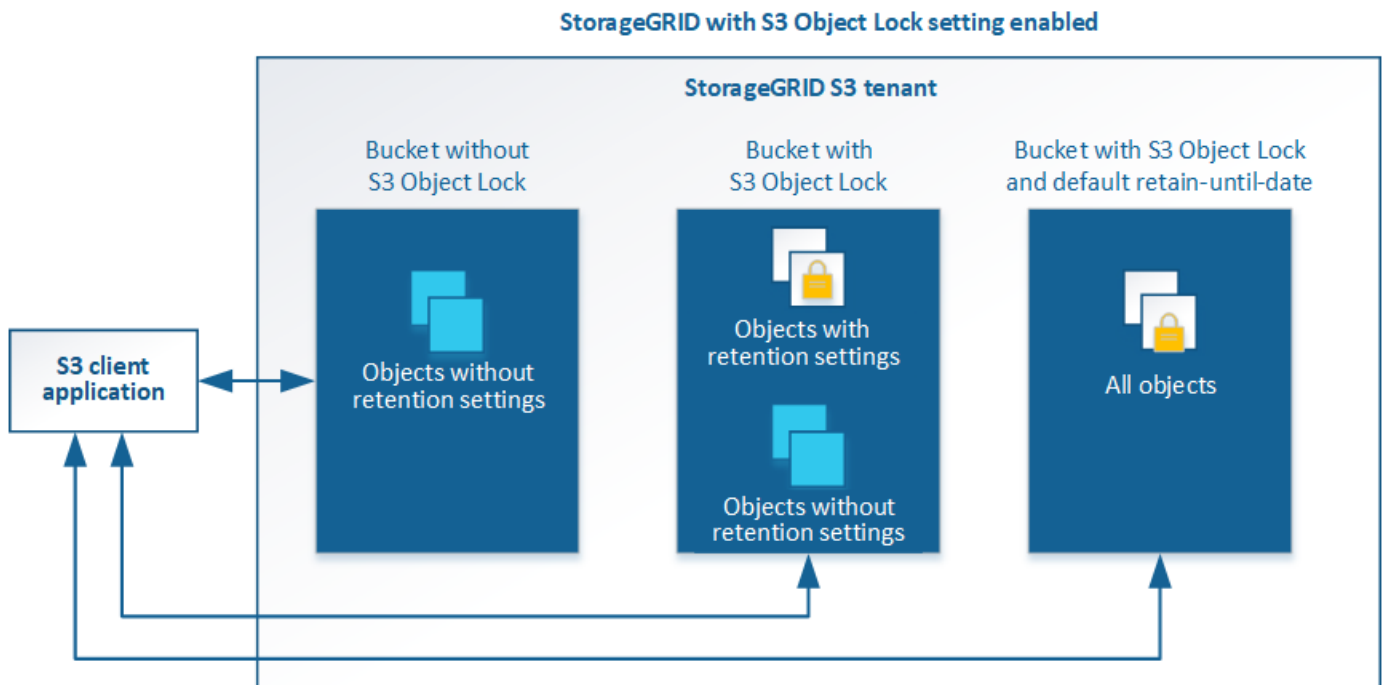 StorageGRID with S3 Object Lock setting enabled
StorageGRID S3 tenant
Bucket without
S3 Object Lock
Bucket with
S3 Object Lock
Bucket with S3 Object Lock
and default retain-until-date
S3 client
application
Objects without
retention settings
Objects with
retention settings
Objects without
retention settings
All objects